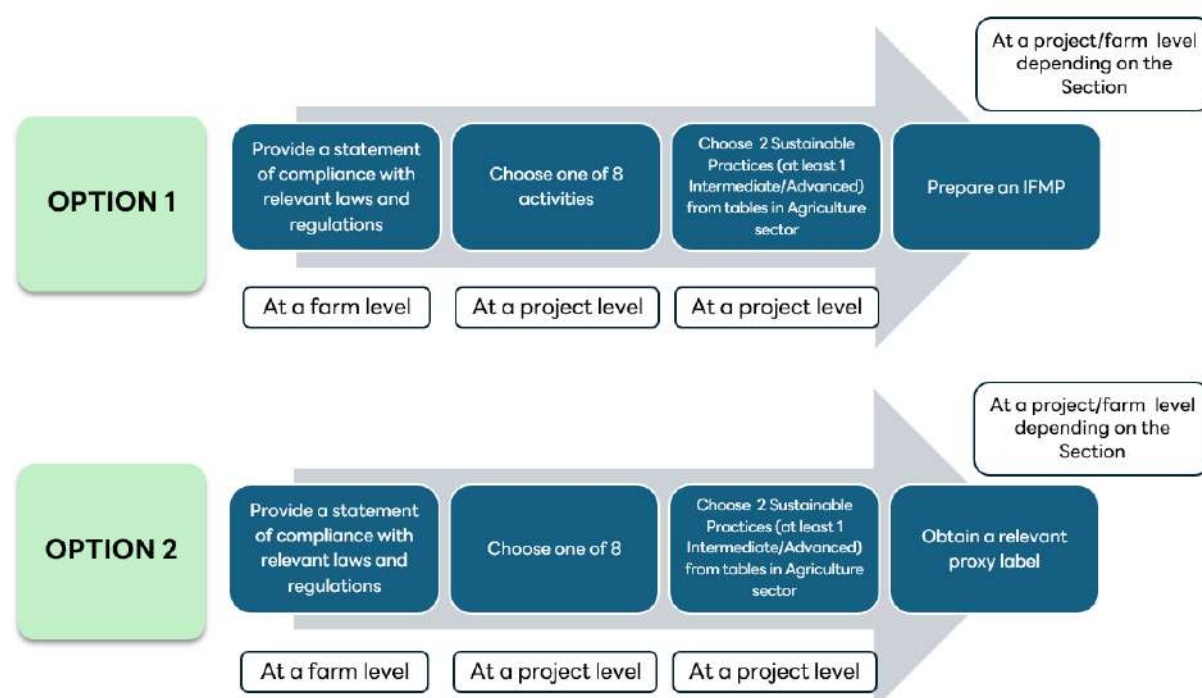 At a project/farm level
depending on the
Section
OPTION 1
Provide a statement
of compliance with
relevant laws and
regulations
Choose one of 8
activities
Choose 2 Sustainable
Practices (at least 1
Intermediate/Advanced)
from tables in Agriculture
sector
Prepare an IFMP
At a farm level
At a project level
At a project level
At a project/farm level
depending on the
Section
OPTION 2
Provide a statement
of compliance with
relevant laws and
regulations
Choose one of 8
Choose 2 Sustainable
Practices (at least 1
Intermediate/Advanced)
from tables in Agriculture
sector
Obtain a relevant
proxy label
At a farm level
At a project level
At a project level